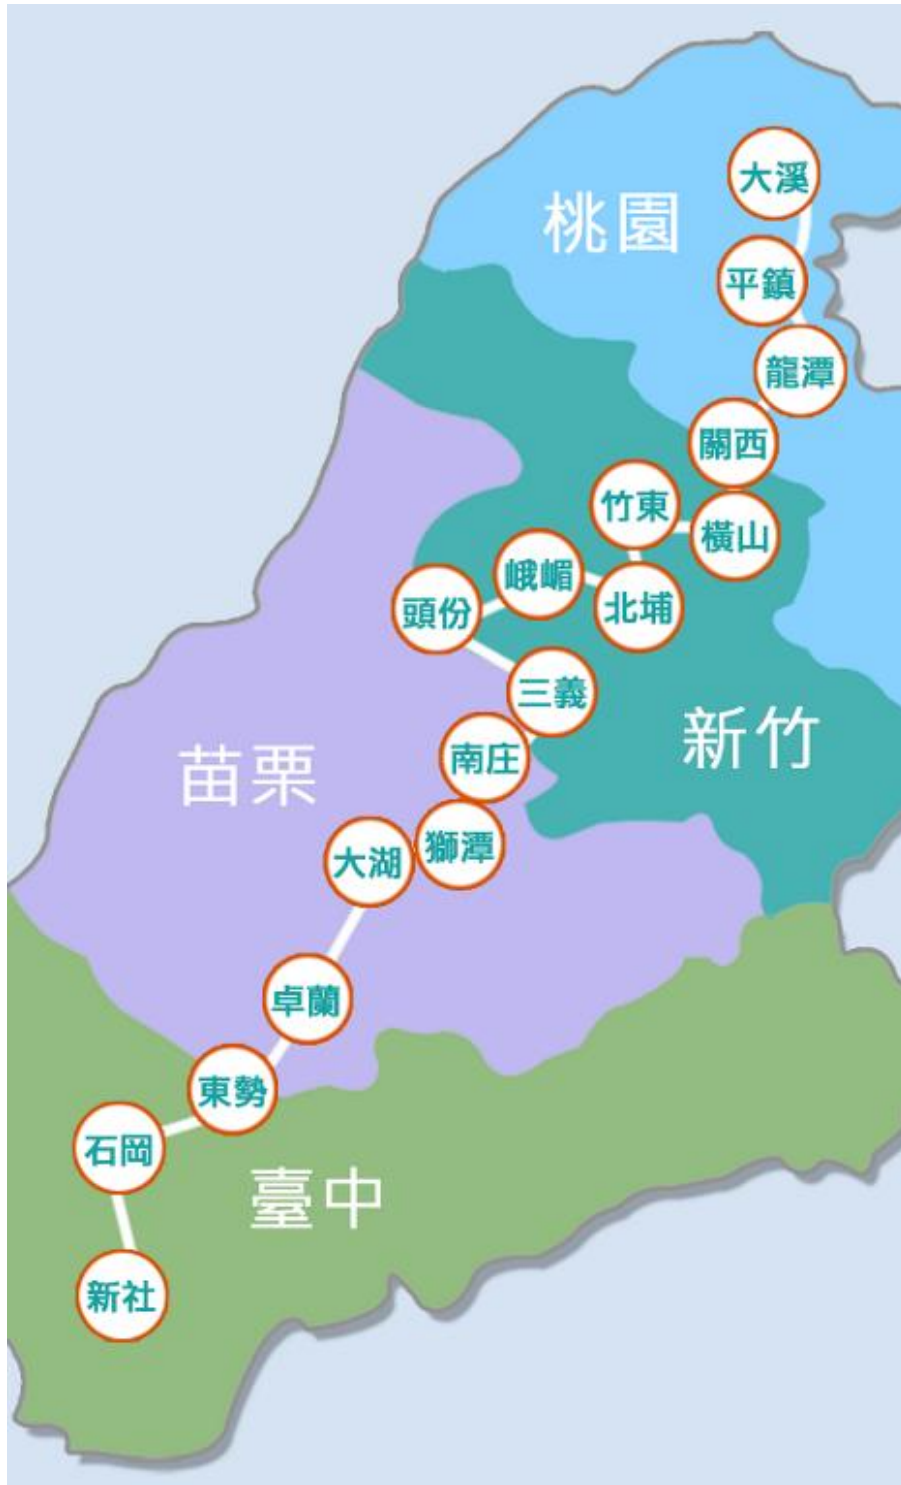 大溪
桃園
平鎮
龍潭
關西
竹東
橫山
峨嵋
北埔
頭份
三義
新竹
南庄
苗栗
獅潭
大湖
卓蘭
東勢
石岡
臺中
新社